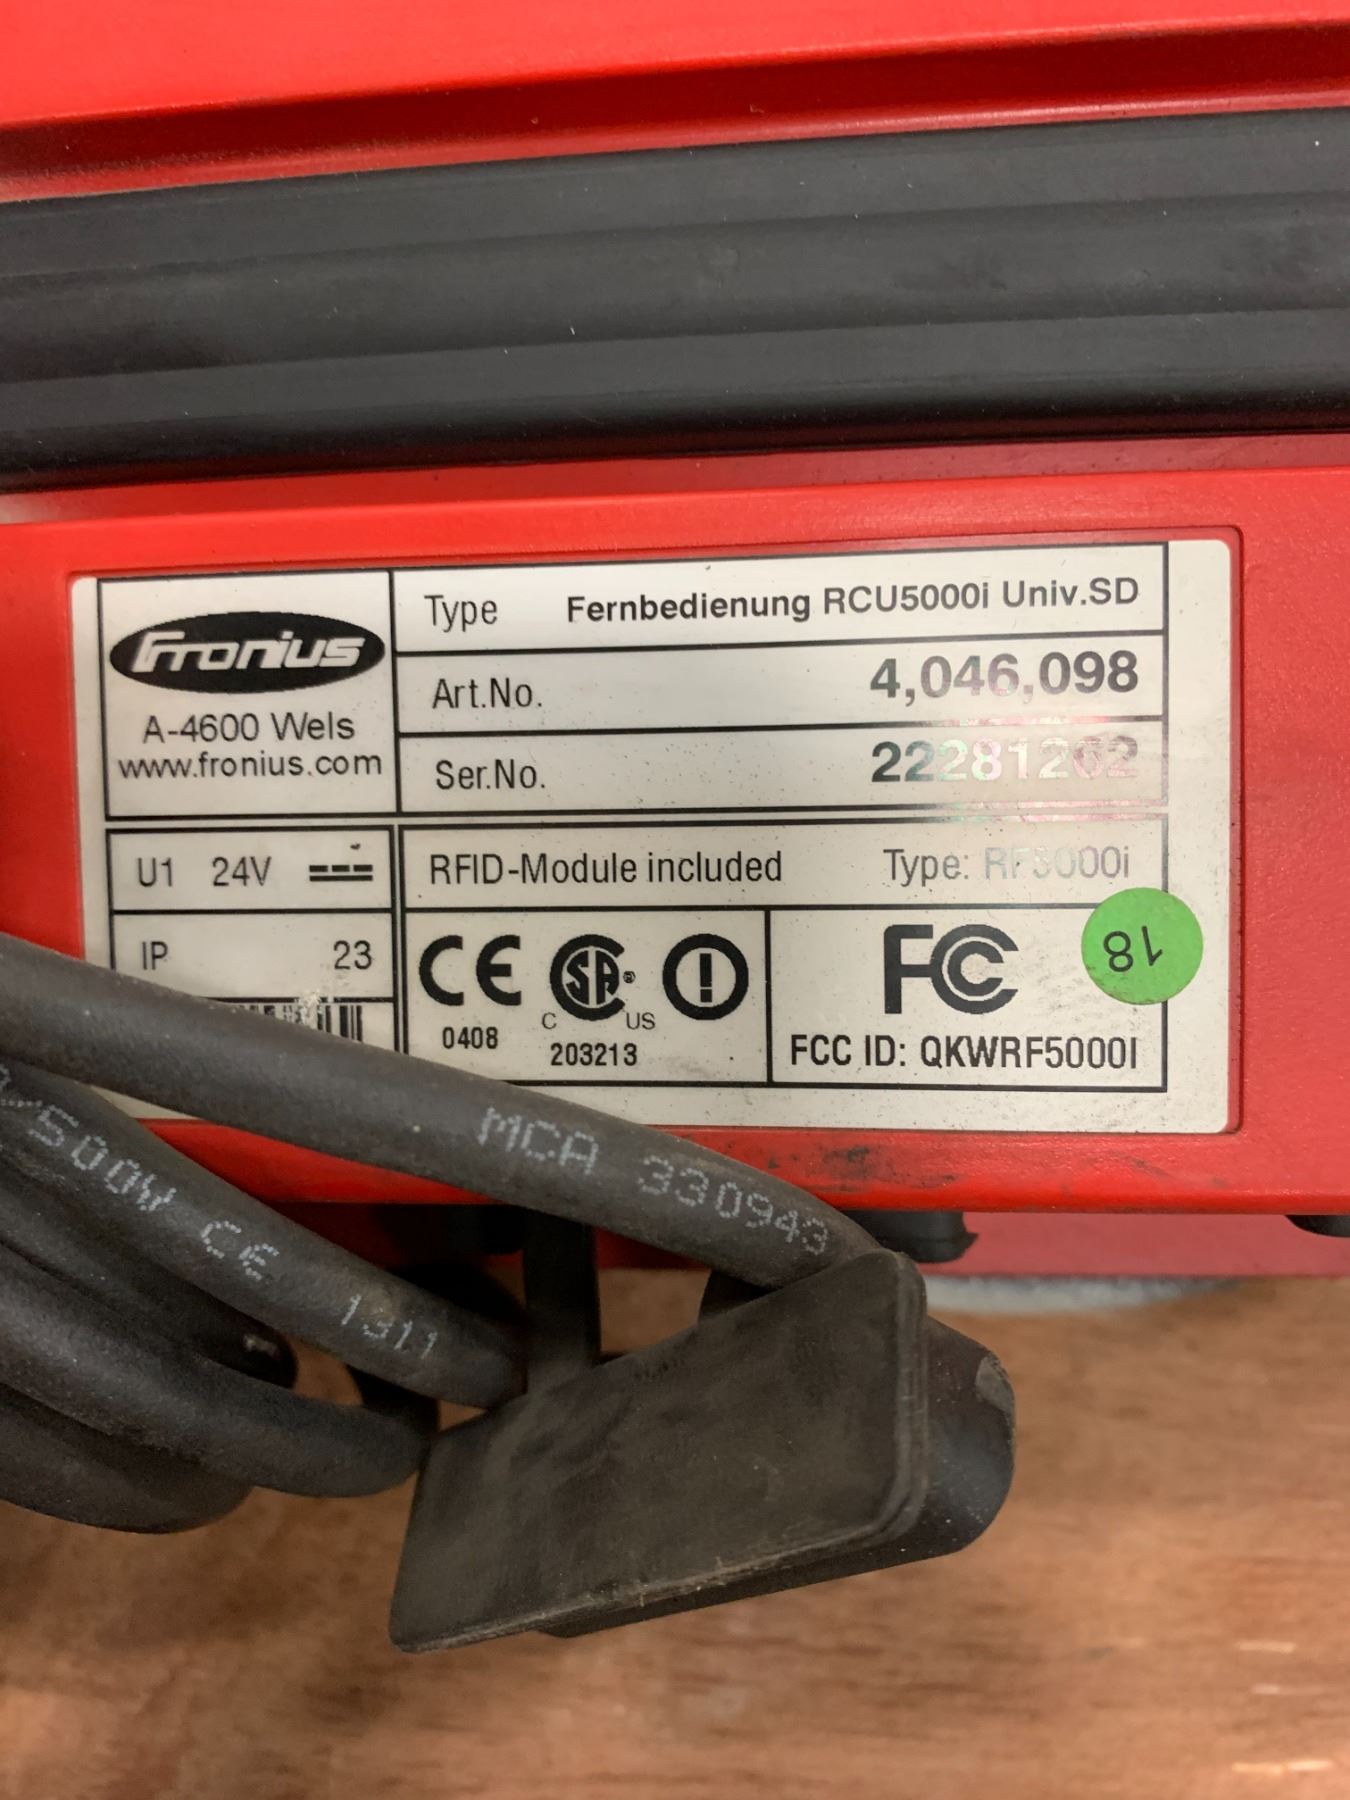 Fronius
A-4600 Wels
www.fronius.com
Type Fernbedienung RCU5000i Univ.SD
Art.No. 4,046,098
Ser.No. 22281262
U1 24V
IP 23
RFID-Module included Type: RF5000i
CE
0408
SA
C US
203213
FC
FCC ID: QKWRF5000I
18
MCA 330943
500W CE 1311